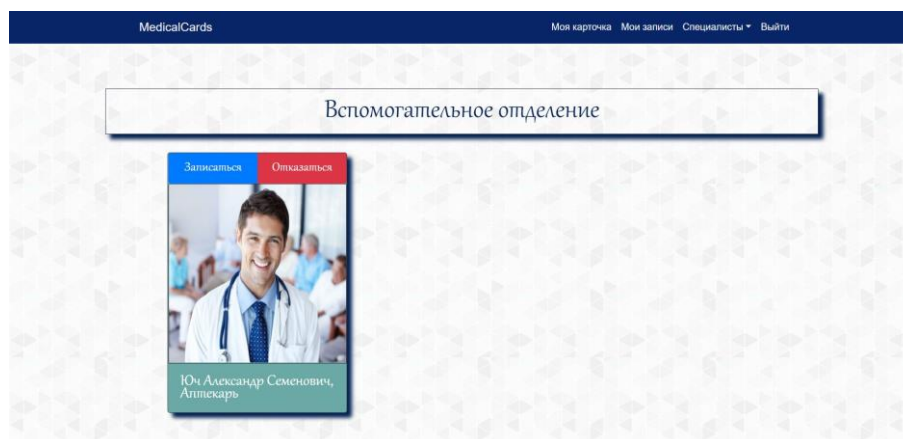 MedicalCards Моя карточка Мои записи Специалисты Выйти
Вспомогательное отделение
Записаться Отказаться
Юч Александр Семенович,
Аптекарь